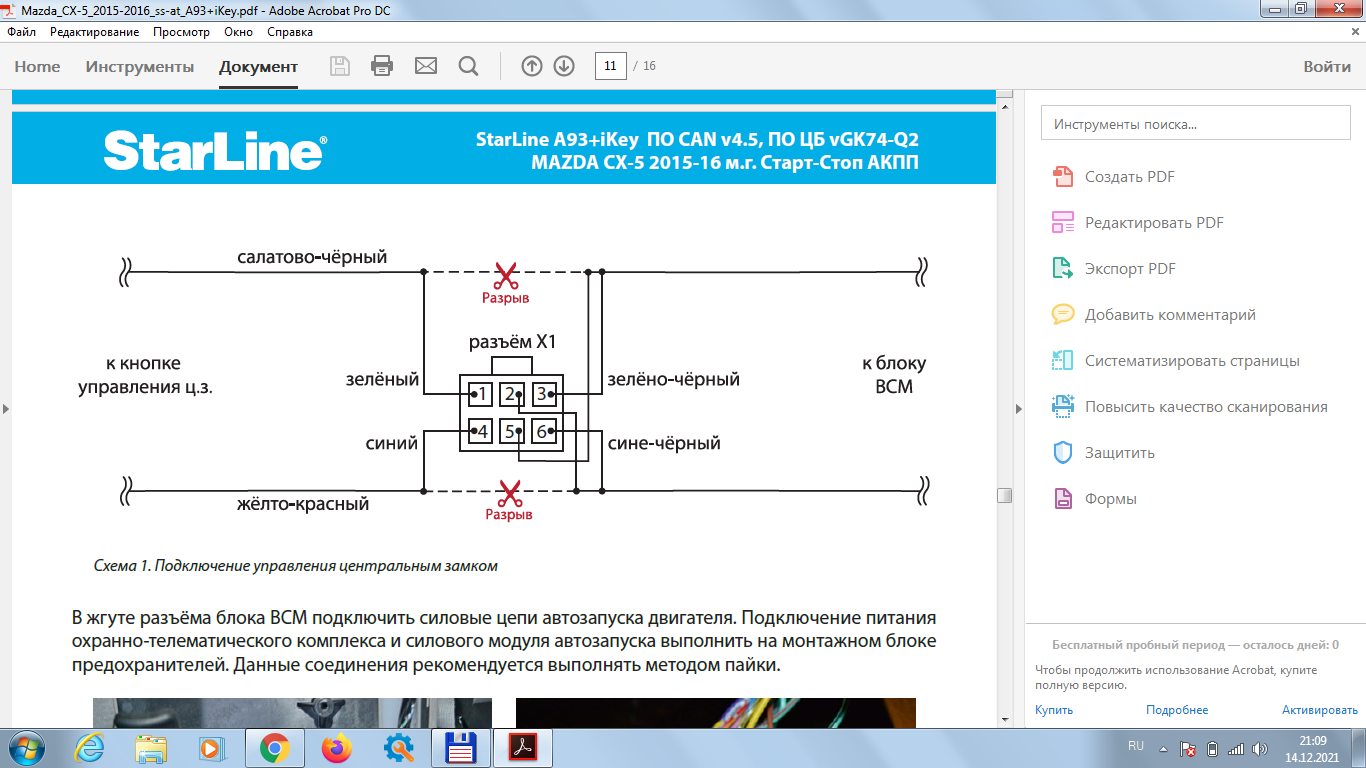 Mazda_CX-5_2015-2016_ss-at_A93+iKey.pdf - Adobe Acrobat Pro DC
Файл Редактирование Просмотр Окно Справка
Home Инструменты Документ 11 / 16 Войти
StarLine®
StarLine A93+iKey ПО CAN v4.5, ПО ЦБ vGK74-Q2
MAZDA CX-5 2015-16 м.г. Старт-Стоп АКПП
салатово-чёрный
Разрыв
разъём X1
к кнопке
управления ц.з.
зелёный
1 2 3
зелёно-чёрный
к блоку
BCM
синий
4 5 6
сине-чёрный
жёлто-красный
Разрыв
Схема 1. Подключение управления центральным замком
В жгуте разъёма блока BCM подключить силовые цепи автозапуска двигателя. Подключение питания
охранно-телематического комплекса и силового модуля автозапуска выполнить на монтажном блоке
предохранителей. Данные соединения рекомендуется выполнять методом пайки.
Инструменты поиска...
Создать PDF
Редактировать PDF
Экспорт PDF
Добавить комментарий
Систематизировать страницы
Повысить качество сканирования
Защитить
Формы
Бесплатный пробный период — осталось дней: 0
Чтобы продолжить использование Acrobat, купите
полную версию.
Купить Подробнее Активировать
RU
21:09
14.12.2021